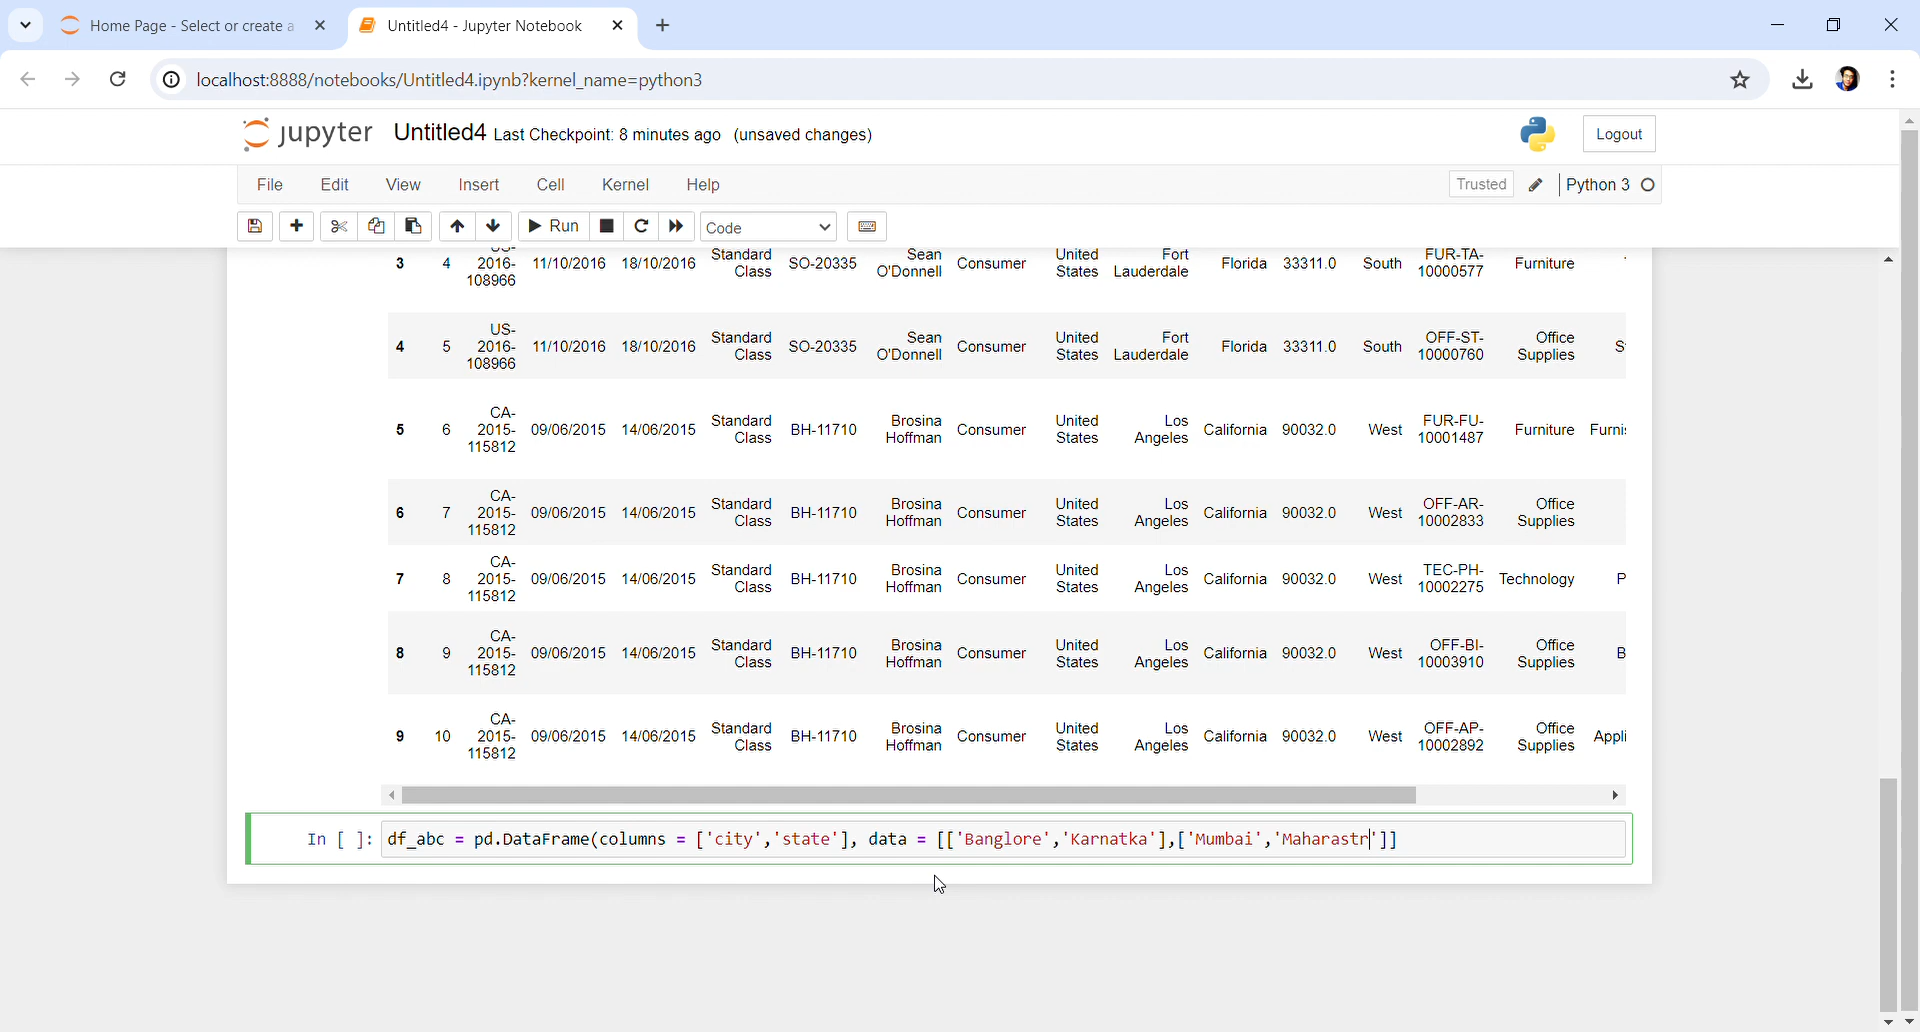 Home Page - Select or create a
Untitled4 - Jupyter Notebook
localhost:8888/notebooks/Untitled4.ipynb?kernel_name=python3
jupyter Untitled4 Last Checkpoint: 8 minutes ago (unsaved changes)
Logout
File Edit View Insert Cell Kernel Help
Trusted Python 3
Run Code
3 4 2016-108966 11/10/2016 18/10/2016 Standard Class SO-20335 Sean O'Donnell Consumer United States Fort Lauderdale Florida 33311.0 South FUR-TA-10000577 Furniture
4 5 US-2016-108966 11/10/2016 18/10/2016 Standard Class SO-20335 Sean O'Donnell Consumer United States Fort Lauderdale Florida 33311.0 South OFF-ST-10000760 Office Supplies S
5 6 CA-2015-115812 09/06/2015 14/06/2015 Standard Class BH-11710 Brosina Hoffman Consumer United States Los Angeles California 90032.0 West FUR-FU-10001487 Furniture Furni
6 7 CA-2015-115812 09/06/2015 14/06/2015 Standard Class BH-11710 Brosina Hoffman Consumer United States Los Angeles California 90032.0 West OFF-AR-10002833 Office Supplies
7 8 CA-2015-115812 09/06/2015 14/06/2015 Standard Class BH-11710 Brosina Hoffman Consumer United States Los Angeles California 90032.0 West TEC-PH-10002275 Technology P
8 9 CA-2015-115812 09/06/2015 14/06/2015 Standard Class BH-11710 Brosina Hoffman Consumer United States Los Angeles California 90032.0 West OFF-BI-10003910 Office Supplies B
9 10 CA-2015-115812 09/06/2015 14/06/2015 Standard Class BH-11710 Brosina Hoffman Consumer United States Los Angeles California 90032.0 West OFF-AP-10002892 Office Supplies Appli
In [ ]: df_abc = pd.DataFrame(columns = ['city','state'], data = [['Banglore','Karnatka'],['Mumbai','Maharastr']]